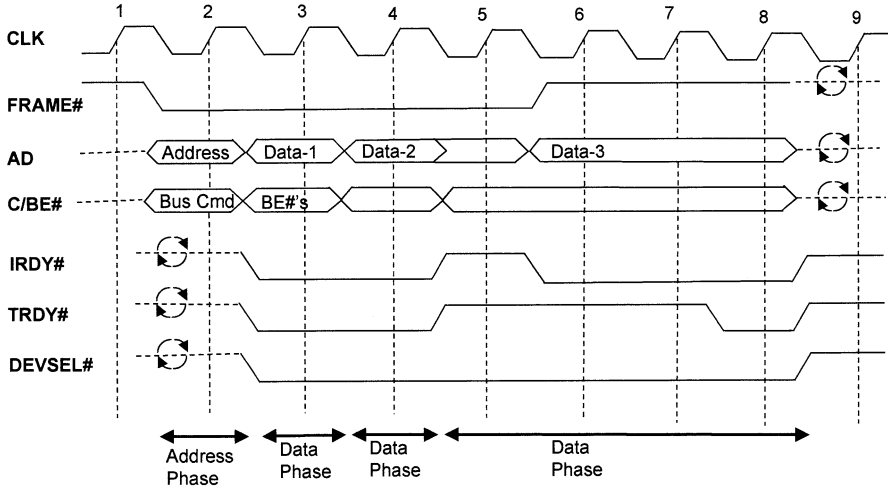 1 2 3 4 5 6 7 8 9
CLK
FRAME#
AD
Address Data-1 Data-2 Data-3
C/BE#
Bus Cmd BE#'s
IRDY#
TRDY#
DEVSEL#
Address
Phase
Data
Phase
Data
Phase
Data
Phase